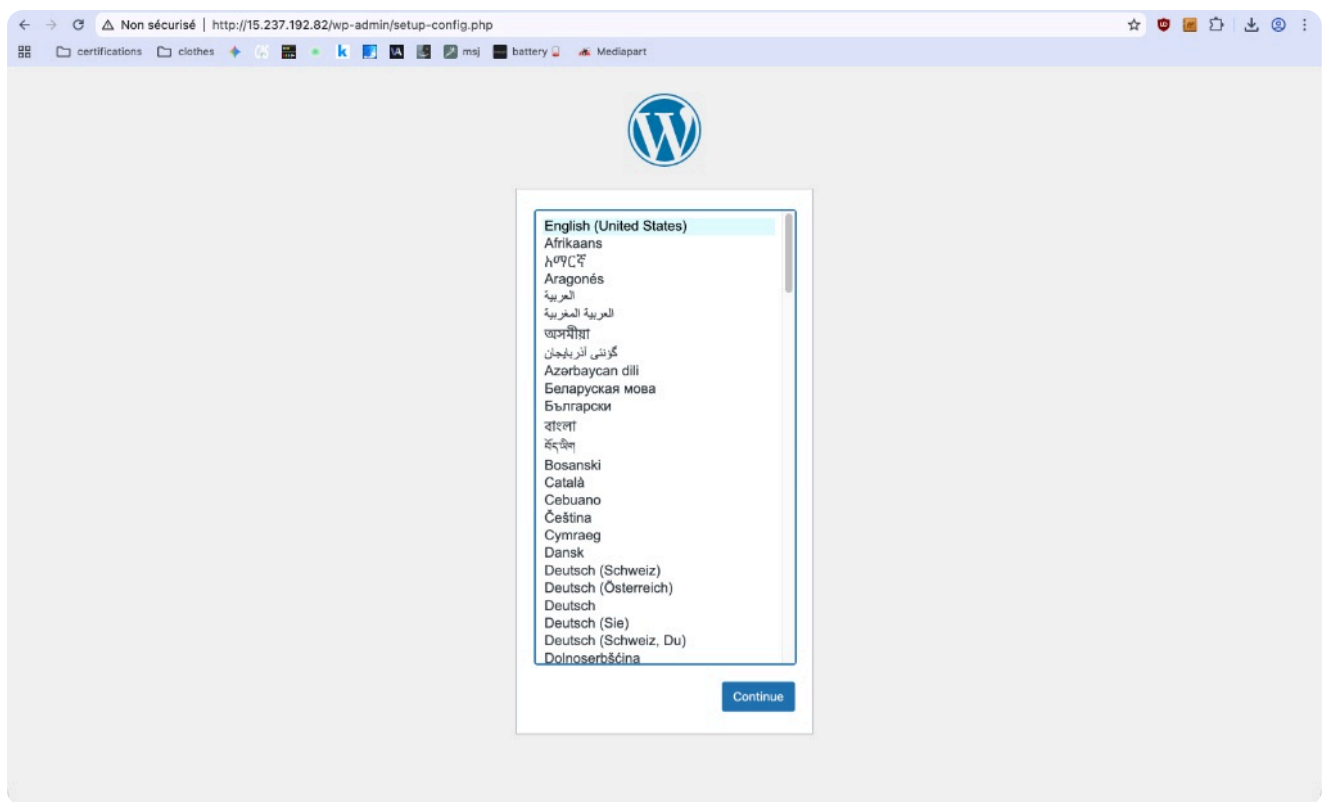 Non sécurisé | http://15.237.192.82/wp-admin/setup-config.php
certifications clothes msj battery Mediapart
English (United States)
Afrikaans
አማርኛ
Aragonés
العربية
العربية المغربية
অসমীয়া
گؤنئی آذربایجان
Azərbaycan dili
Беларуская мова
Български
বাংলা
བོད་ཡིག
Bosanski
Català
Cebuano
Čeština
Cymraeg
Dansk
Deutsch (Schweiz)
Deutsch (Österreich)
Deutsch
Deutsch (Sie)
Deutsch (Schweiz, Du)
Dolnoserbšćina
Continue